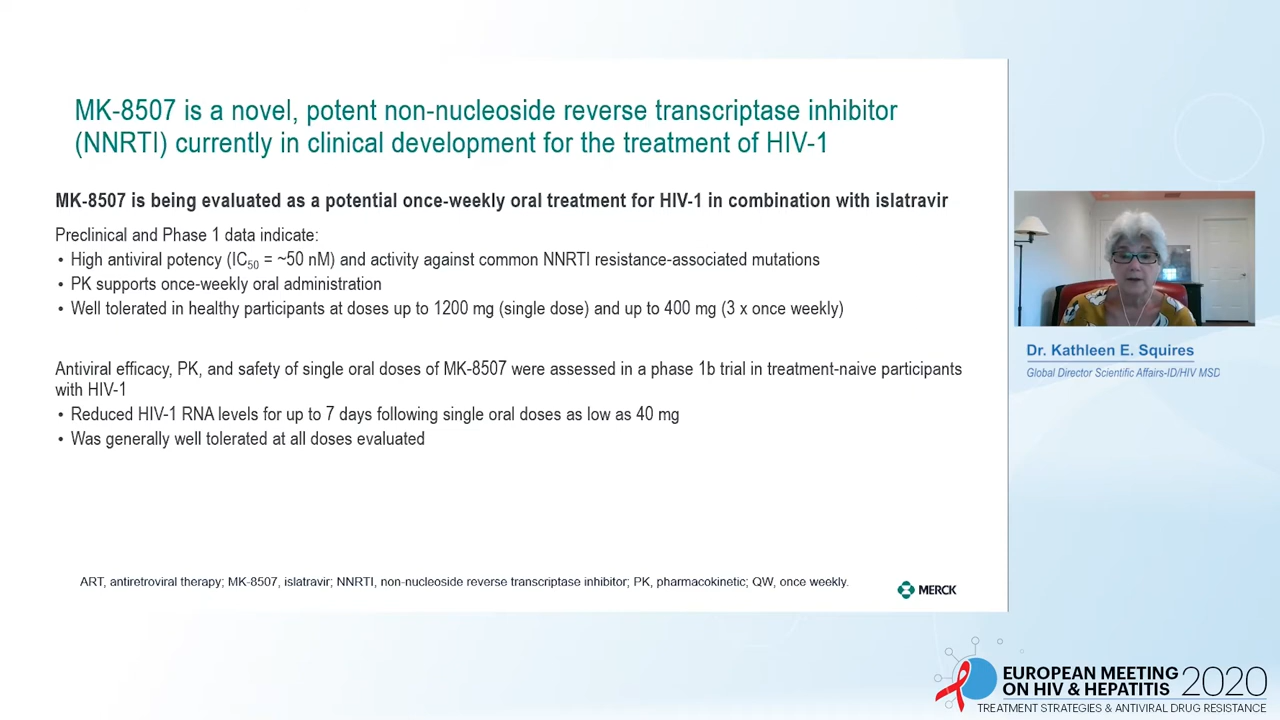 MK-8507 is a novel, potent non-nucleoside reverse transcriptase inhibitor
(NNRTI) currently in clinical development for the treatment of HIV-1
MK-8507 is being evaluated as a potential once-weekly oral treatment for HIV-1 in combination with islatravir
Preclinical and Phase 1 data indicate:
• High antiviral potency (IC50 = ~50 nM) and activity against common NNRTI resistance-associated mutations
• PK supports once-weekly oral administration
• Well tolerated in healthy participants at doses up to 1200 mg (single dose) and up to 400 mg (3 x once weekly)
Antiviral efficacy, PK, and safety of single oral doses of MK-8507 were assessed in a phase 1b trial in treatment-naive participants
with HIV-1
• Reduced HIV-1 RNA levels for up to 7 days following single oral doses as low as 40 mg
• Was generally well tolerated at all doses evaluated
ART, antiretroviral therapy; MK-8507, islatravir; NNRTI, non-nucleoside reverse transcriptase inhibitor; PK, pharmacokinetic; QW, once weekly.
MERCK
Dr. Kathleen E. Squires
Global Director Scientific Affairs-ID/HIV MSD
EUROPEAN MEETING
ON HIV & HEPATITIS 2020
TREATMENT STRATEGIES & ANTIVIRAL DRUG RESISTANCE